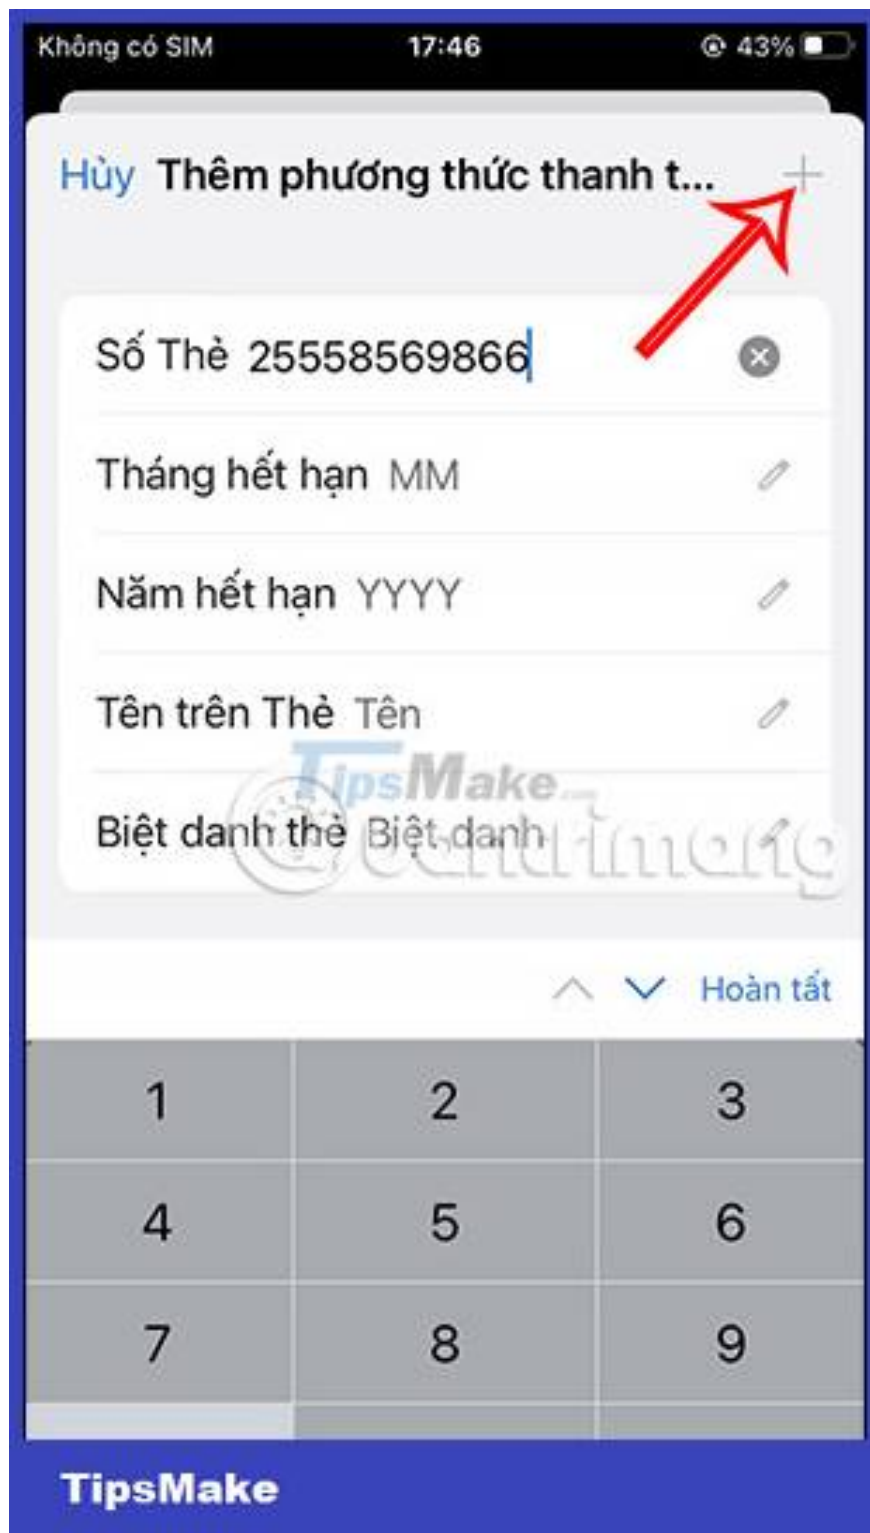 Không có SIM 17:46 43%
Hủy Thêm phương thức thanh t...
Số Thẻ 25558569866
Tháng hết hạn MM
Năm hết hạn YYYY
Tên trên Thẻ Tên
TipsMake.com
Biệt danh thẻ Biệt danh
Quantrimang
Hoàn tất
1 2 3
4 5 6
7 8 9
TipsMake